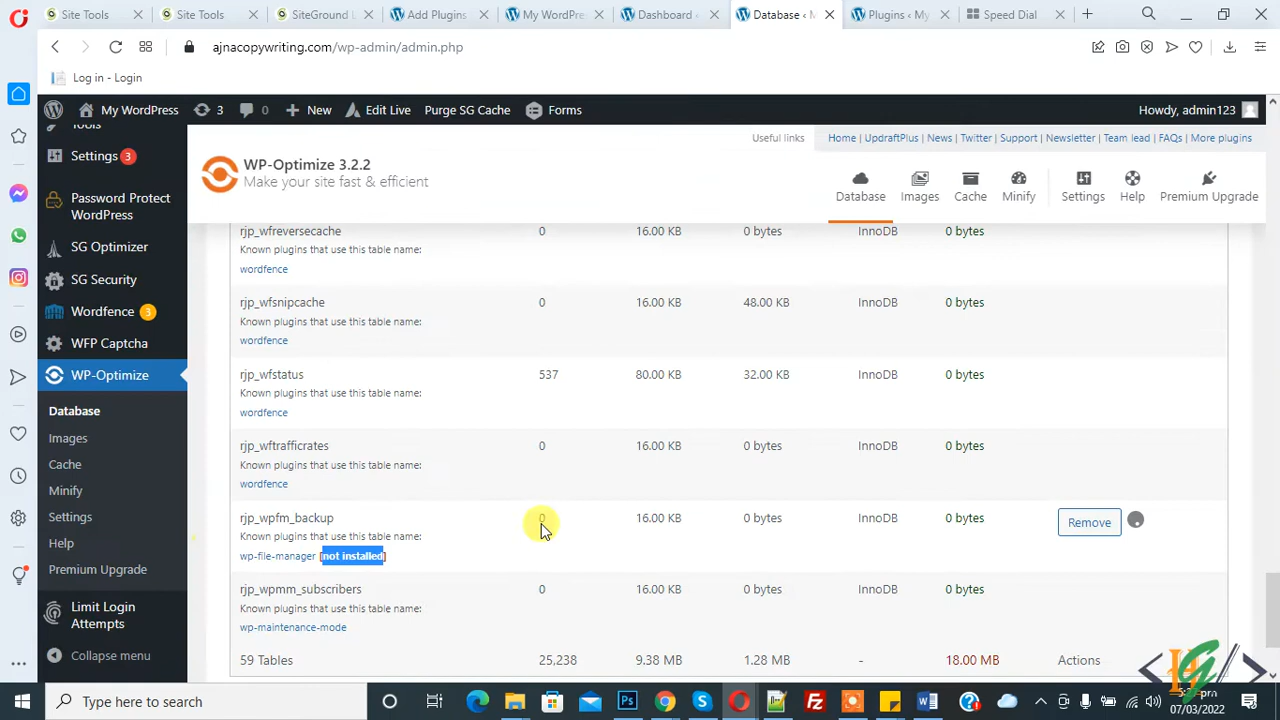 Site Tools
Site Tools
SiteGround L
Add Plugins
My WordPre
Dashboard
Database < M
Plugins < My
Speed Dial
ajnacopywriting.com/wp-admin/admin.php
Log in - Login
My WordPress
3
0
New
Edit Live
Purge SG Cache
Forms
Howdy, admin123
Tools
Settings 3
Password Protect
WordPress
SG Optimizer
SG Security
Wordfence 3
WFP Captcha
WP-Optimize
Database
Images
Cache
Minify
Settings
Help
Premium Upgrade
Limit Login
Attempts
Collapse menu
Useful links
Home | UpdraftPlus | News | Twitter | Support | Newsletter | Team lead | FAQs | More plugins
WP-Optimize 3.2.2
Make your site fast & efficient
Database
Images
Cache
Minify
Settings
Help
Premium Upgrade
rjp_wfreversecache 0 16.00 KB 0 bytes InnoDB 0 bytes
Known plugins that use this table name:
wordfence
rjp_wfsnipcache 0 16.00 KB 48.00 KB InnoDB 0 bytes
Known plugins that use this table name:
wordfence
rjp_wfstatus 537 80.00 KB 32.00 KB InnoDB 0 bytes
Known plugins that use this table name:
wordfence
rjp_wftrafficrates 0 16.00 KB 0 bytes InnoDB 0 bytes
Known plugins that use this table name:
wordfence
rjp_wpfm_backup 0 16.00 KB 0 bytes InnoDB 0 bytes Remove
Known plugins that use this table name:
wp-file-manager [not installed]
rjp_wpmm_subscribers 0 16.00 KB 0 bytes InnoDB 0 bytes
Known plugins that use this table name:
wp-maintenance-mode
59 Tables 25,238 9.38 MB 1.28 MB - 18.00 MB Actions
Type here to search
07/03/2022